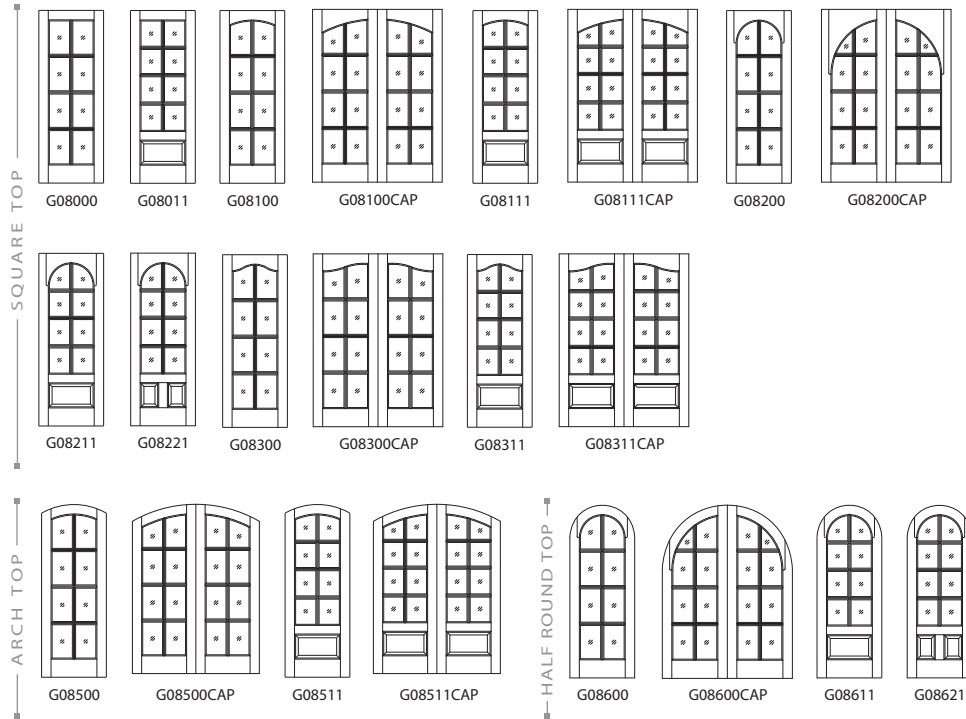 SQUARE TOP
G08000
G08011
G08100
G08100CAP
G08111
G08111CAP
G08200
G08200CAP
G08211
G08221
G08300
G08300CAP
G08311
G08311CAP
ARCH TOP
G08500
G08500CAP
G08511
G08511CAP
HALF ROUND TOP
G08600
G08600CAP
G08611
G08621